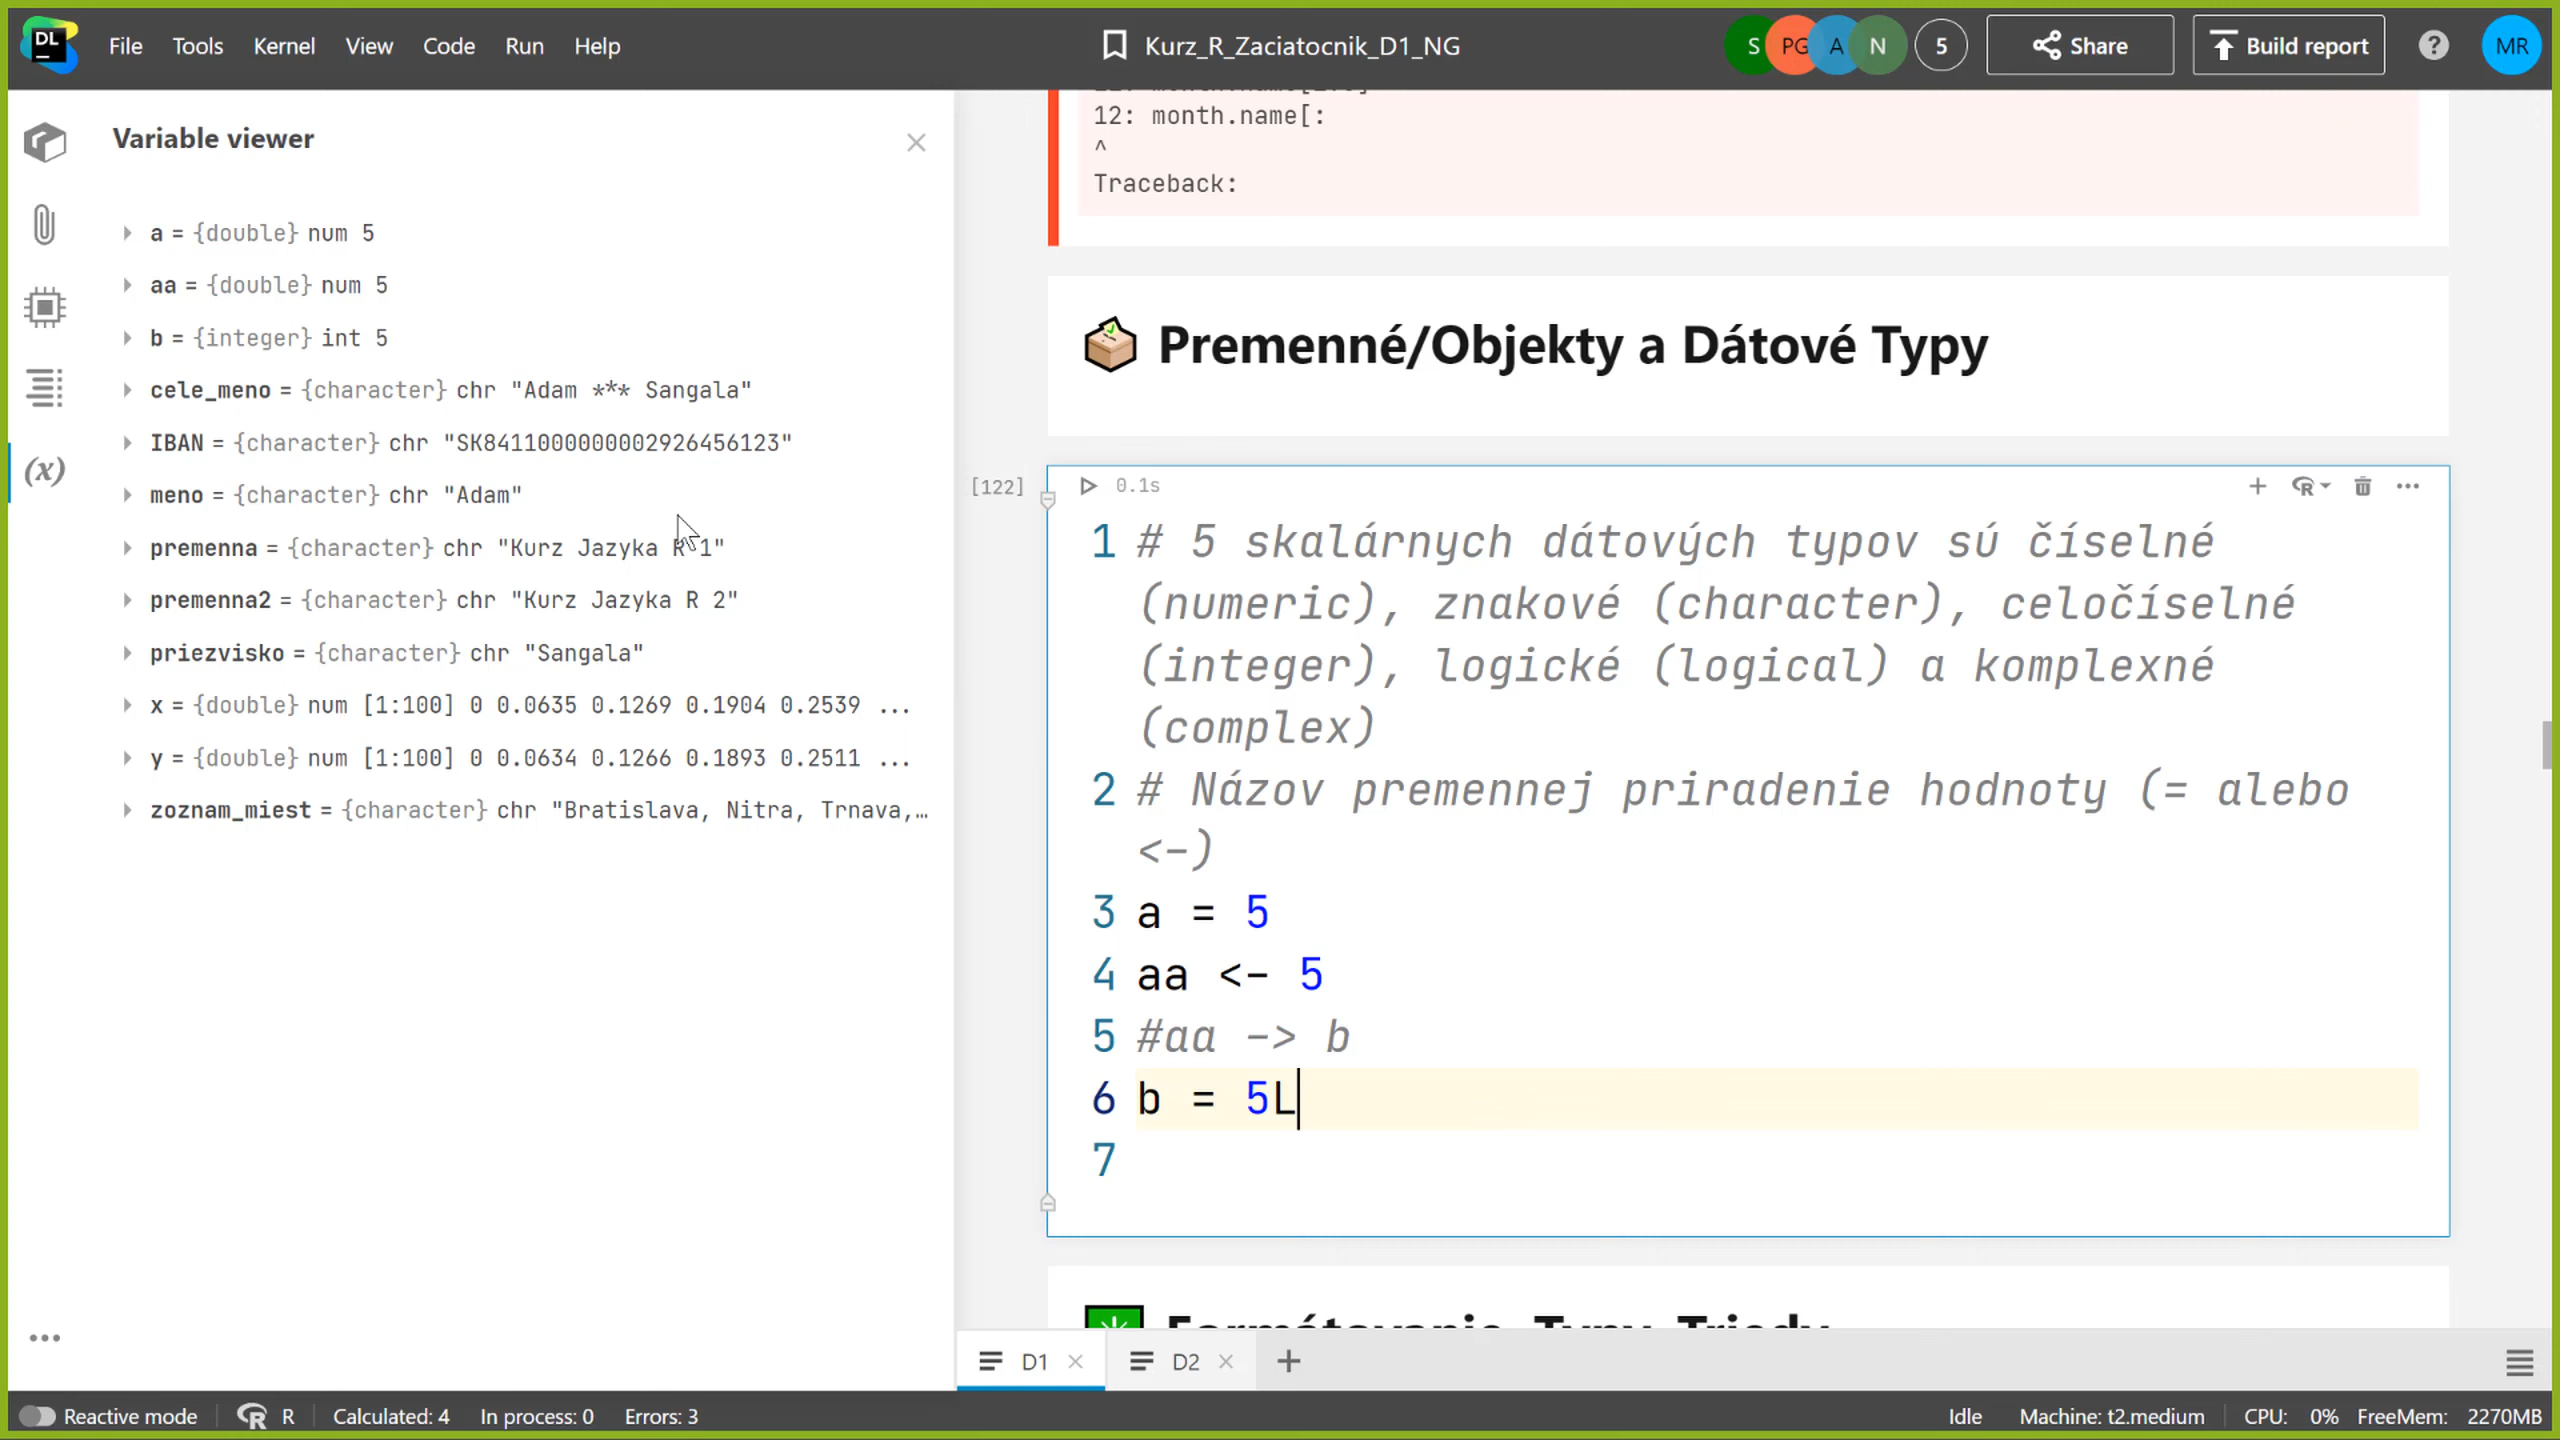 DL
File Tools Kernel View Code Run Help
Kurz_R_Zaciatocnik_D1_NG
S PG A N 5
Share
Build report
MR
Variable viewer
a = {double} num 5
aa = {double} num 5
b = {integer} int 5
cele_meno = {character} chr "Adam *** Sangala"
IBAN = {character} chr "SK8411000000002926456123"
meno = {character} chr "Adam"
premenna = {character} chr "Kurz Jazyka R 1"
premenna2 = {character} chr "Kurz Jazyka R 2"
priezvisko = {character} chr "Sangala"
x = {double} num [1:100] 0 0.0635 0.1269 0.1904 0.2539 ...
y = {double} num [1:100] 0 0.0634 0.1266 0.1893 0.2511 ...
zoznam_miest = {character} chr "Bratislava, Nitra, Trnava,…
(x)
12: month.name[:
^
Traceback:
Premenné/Objekty a Dátové Typy
[122] 0.1s
1 # 5 skalárnych dátových typov sú číselné
(numeric), znakové (character), celočíselné
(integer), logické (logical) a komplexné
(complex)
2 # Názov premennej priradenie hodnoty (= alebo
<-)
3 a = 5
4 aa <- 5
5 #aa -> b
6 b = 5L
7
Formátovanie, Typy, Triedy
D1 D2
Reactive mode R Calculated: 4 In process: 0 Errors: 3
Idle Machine: t2.medium CPU: 0% FreeMem: 2270MB